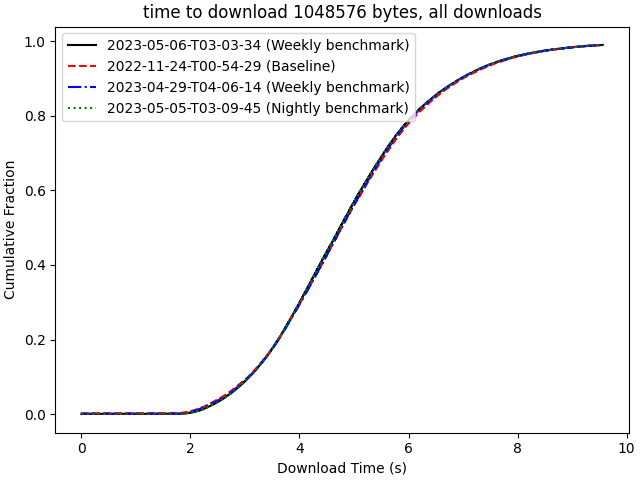 time to download 1048576 bytes, all downloads
2023-05-06-T03-03-34 (Weekly benchmark)
2022-11-24-T00-54-29 (Baseline)
2023-04-29-T04-06-14 (Weekly benchmark)
2023-05-05-T03-09-45 (Nightly benchmark)
Cumulative Fraction
1.0
0.8
0.6
0.4
0.2
0.0
0 2 4 6 8 10
Download Time (s)